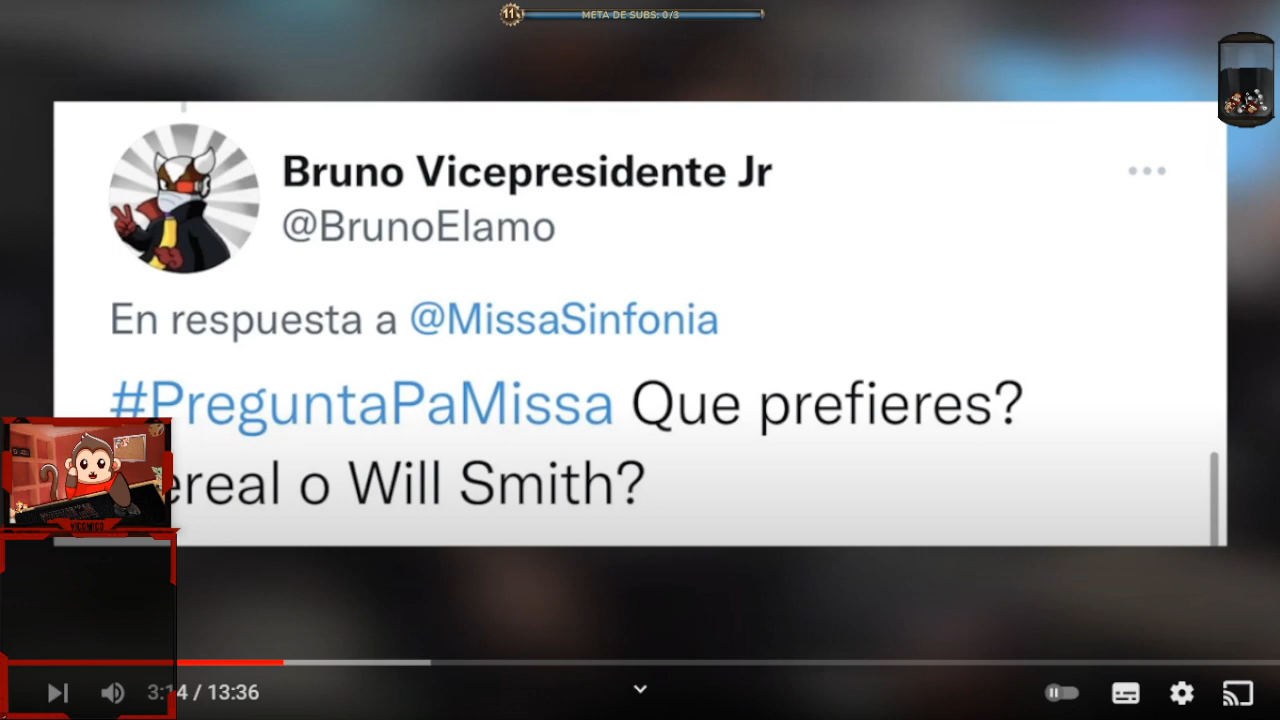 META DE SUBS: 0/3
Bruno Vicepresidente Jr
@BrunoElamo
En respuesta a @MissaSinfonia
#PreguntaPaMissa Que prefieres?
ereal o Will Smith?
3:14 / 13:36